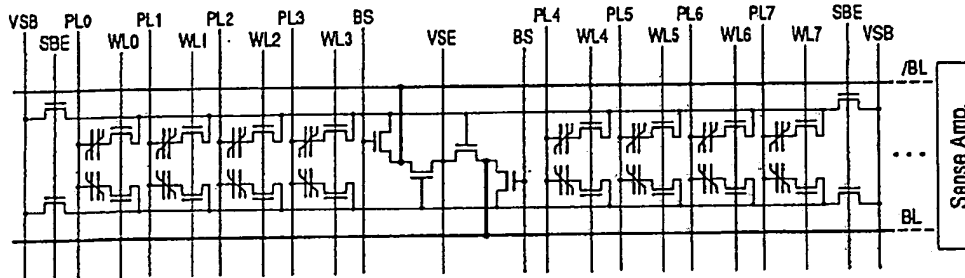 VSB PL0 PL1 PL2 PL3 BS PL4 PL5 PL6 PL7 SBE
SBE WL0 WL1 WL2 WL3 VSE BS WL4 WL5 WL6 WL7 VSB
/BL
BL
Sense Amp.